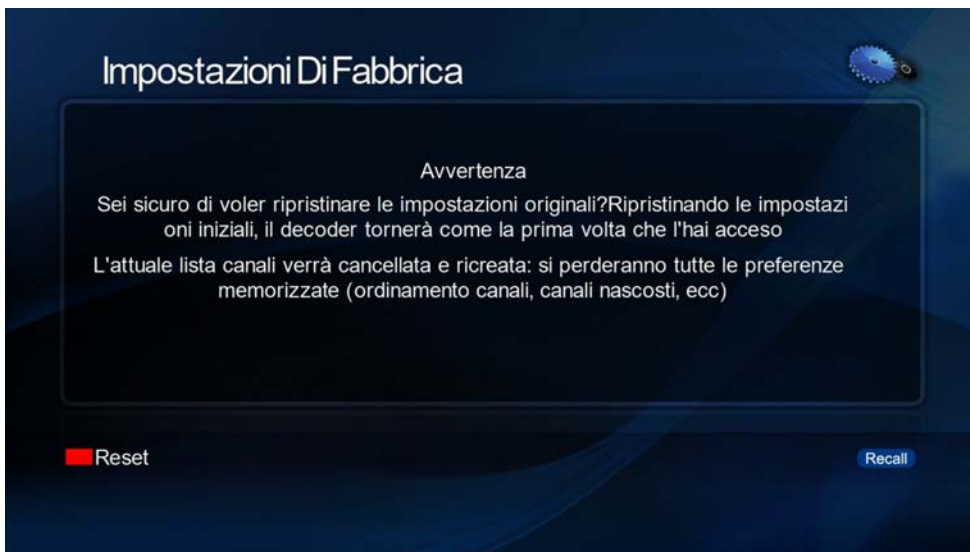 Impostazioni Di Fabbrica
Avvertenza
Sei sicuro di voler ripristinare le impostazioni originali?Ripristinando le impostazi
oni iniziali, il decoder tornerà come la prima volta che l'hai acceso
L'attuale lista canali verrà cancellata e ricreata: si perderanno tutte le preferenze
memorizzate (ordinamento canali, canali nascosti, ecc)
Reset
Recall